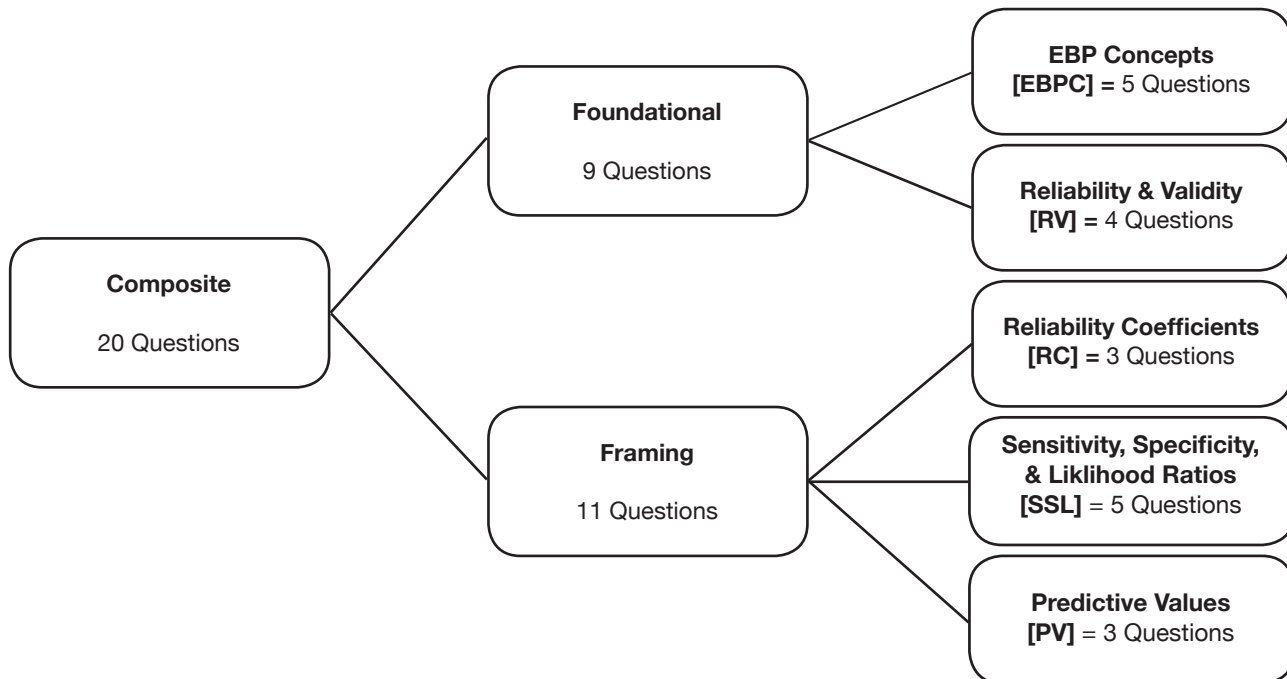 Composite
20 Questions
Foundational
9 Questions
Framing
11 Questions
EBP Concepts
[EBPC] = 5 Questions
Reliability & Validity
[RV] = 4 Questions
Reliability Coefficients
[RC] = 3 Questions
Sensitivity, Specificity,
& Liklihood Ratios
[SSL] = 5 Questions
Predictive Values
[PV] = 3 Questions